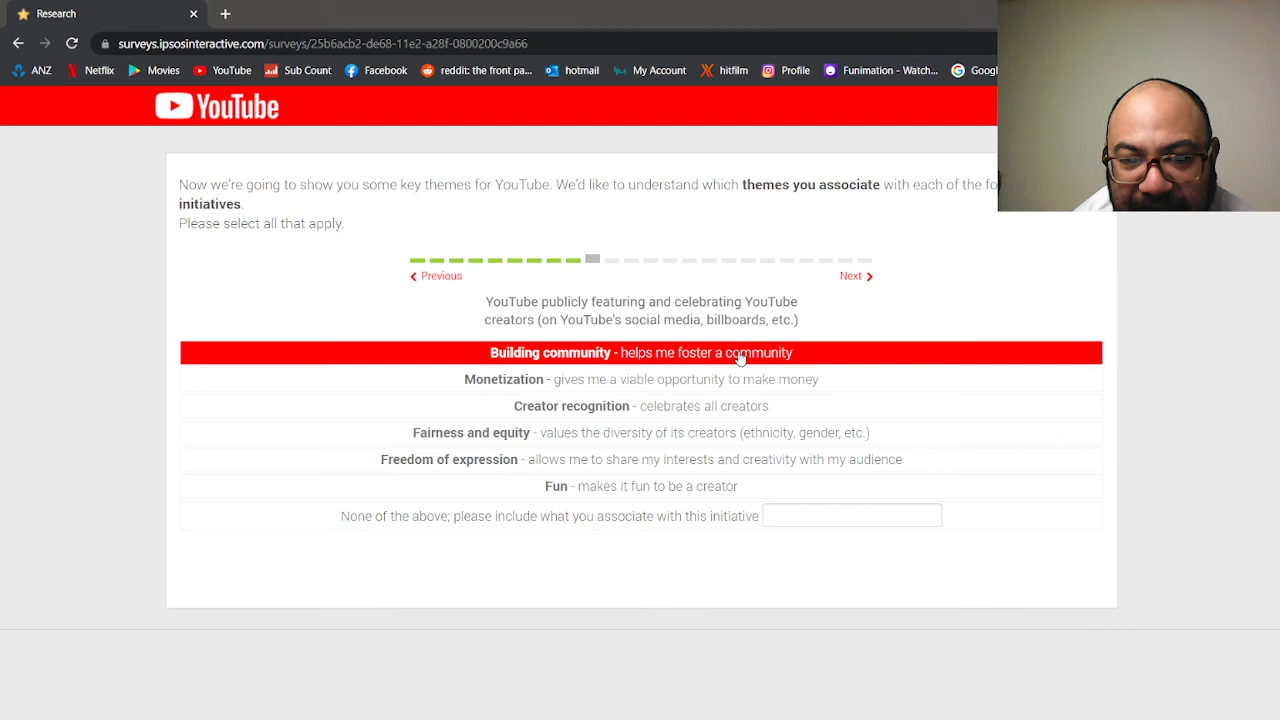 Research
surveys.ipsosinteractive.com/surveys/25b6acb2-de68-11e2-a28f-0800200c9a66
ANZ Netflix Movies YouTube Sub Count Facebook reddit: the front pa... hotmail My Account hitfilm Profile Funimation - Watch... Googl
YouTube
Now we're going to show you some key themes for YouTube. We'd like to understand which themes you associate with each of the fo
initiatives.
Please select all that apply.
Previous Next
YouTube publicly featuring and celebrating YouTube
creators (on YouTube's social media, billboards, etc.)
Building community - helps me foster a community
Monetization - gives me a viable opportunity to make money
Creator recognition - celebrates all creators
Fairness and equity - values the diversity of its creators (ethnicity, gender, etc.)
Freedom of expression - allows me to share my interests and creativity with my audience
Fun - makes it fun to be a creator
None of the above; please include what you associate with this initiative